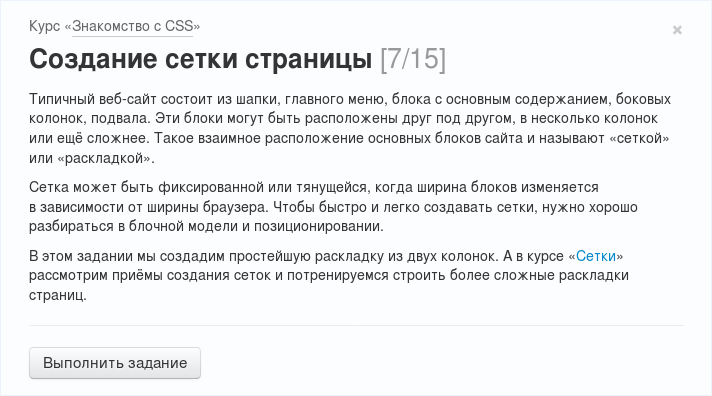 Курс «Знакомство с CSS»
Создание сетки страницы [7/15]
Типичный веб-сайт состоит из шапки, главного меню, блока с основным содержанием, боковых
колонок, подвала. Эти блоки могут быть расположены друг под другом, в несколько колонок
или ещё сложнее. Такое взаимное расположение основных блоков сайта и называют «сеткой»
или «раскладкой».
Сетка может быть фиксированной или тянущейся, когда ширина блоков изменяется
в зависимости от ширины браузера. Чтобы быстро и легко создавать сетки, нужно хорошо
разбираться в блочной модели и позиционировании.
В этом задании мы создадим простейшую раскладку из двух колонок. А в курсе «Сетки»
рассмотрим приёмы создания сеток и потренируемся строить более сложные раскладки
страниц.
Выполнить задание